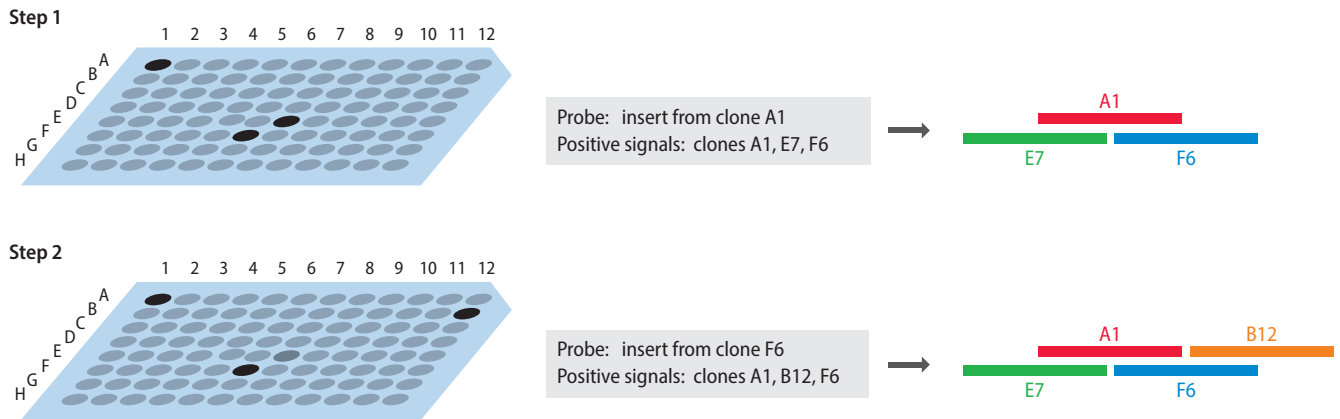 Step 1
1 2 3 4 5 6 7 8 9 10 11 12
A
B
C
D
E
F
G
H
Probe: insert from clone A1
Positive signals: clones A1, E7, F6
A1
E7 F6
Step 2
1 2 3 4 5 6 7 8 9 10 11 12
A
B
C
D
E
F
G
H
Probe: insert from clone F6
Positive signals: clones A1, B12, F6
A1 B12
E7 F6